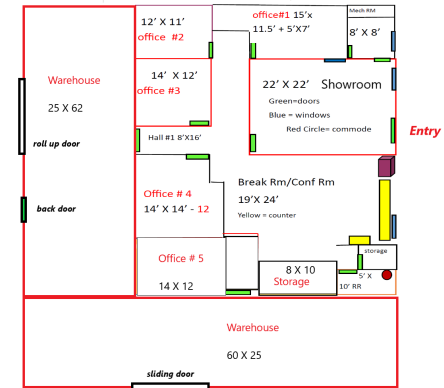 12' X 11'
office #2
office#1 15'x
11.5' + 5'X7'
Mech RM
8' X 8'
Warehouse
25 X 62
14' X 12'
office #3
22' X 22' Showroom
Green=doors
Blue = windows
Red Circle= commode
Entry
roll up door
Hall #1 8'X16'
back door
Office # 4
14' X 14' - 12
Break Rm/Conf Rm
19'X 24'
Yellow = counter
Office # 5
14 X 12
8 X 10
Storage
storage
5' X
10' RR
Warehouse
60 X 25
sliding door